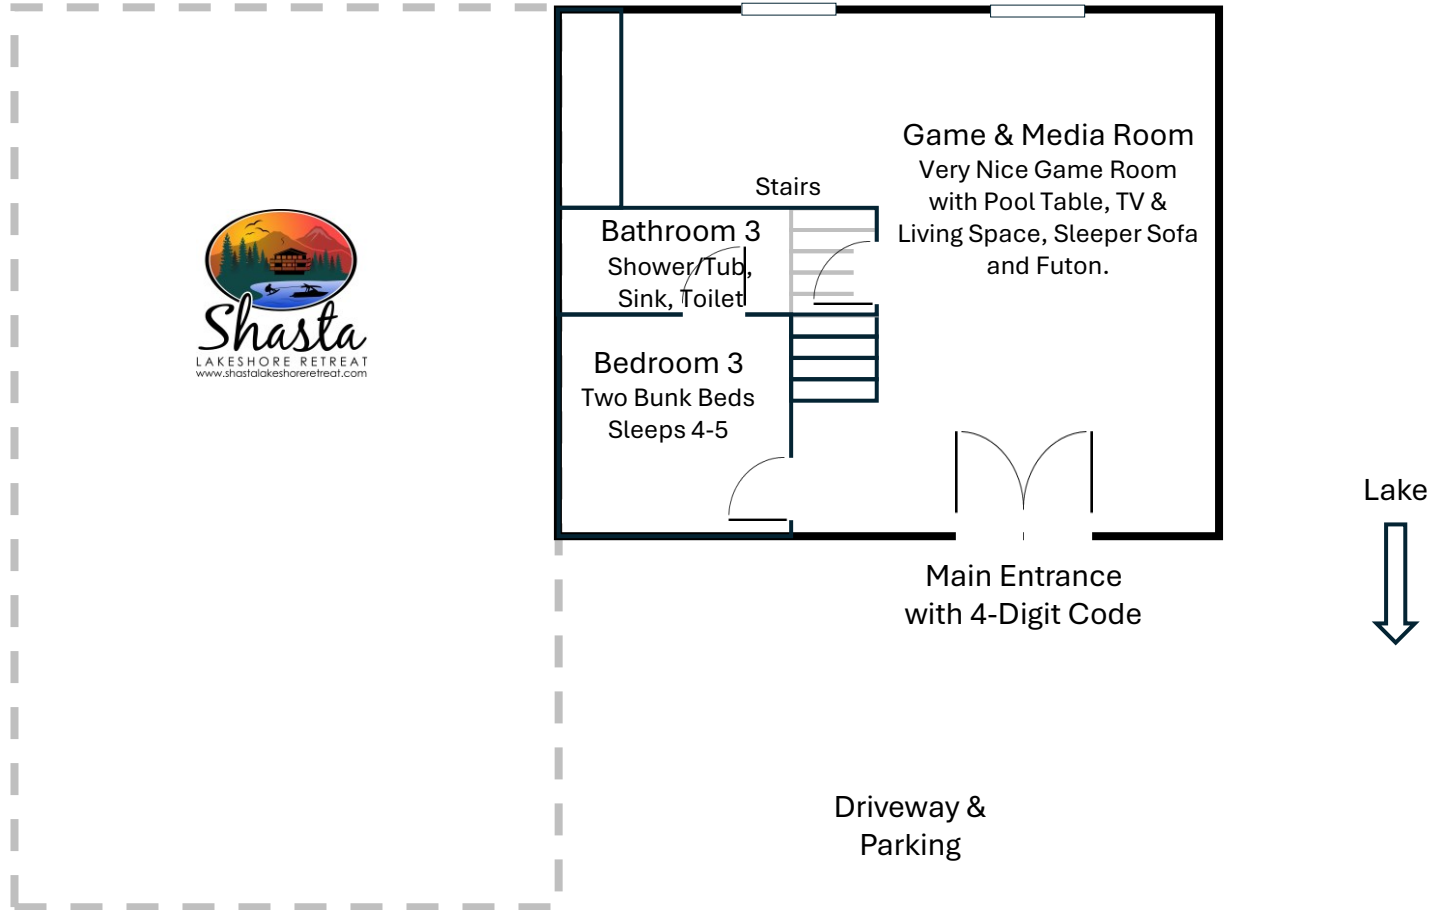 Game & Media Room
Very Nice Game Room
with Pool Table, TV &
Living Space, Sleeper Sofa
and Futon.
Stairs
Bathroom 3
Shower/Tub,
Sink, Toilet
Shasta
LAKESHORE RETREAT
www.shastalakeshoreretreat.com
Bedroom 3
Two Bunk Beds
Sleeps 4-5
Lake
Main Entrance
with 4-Digit Code
Driveway &
Parking